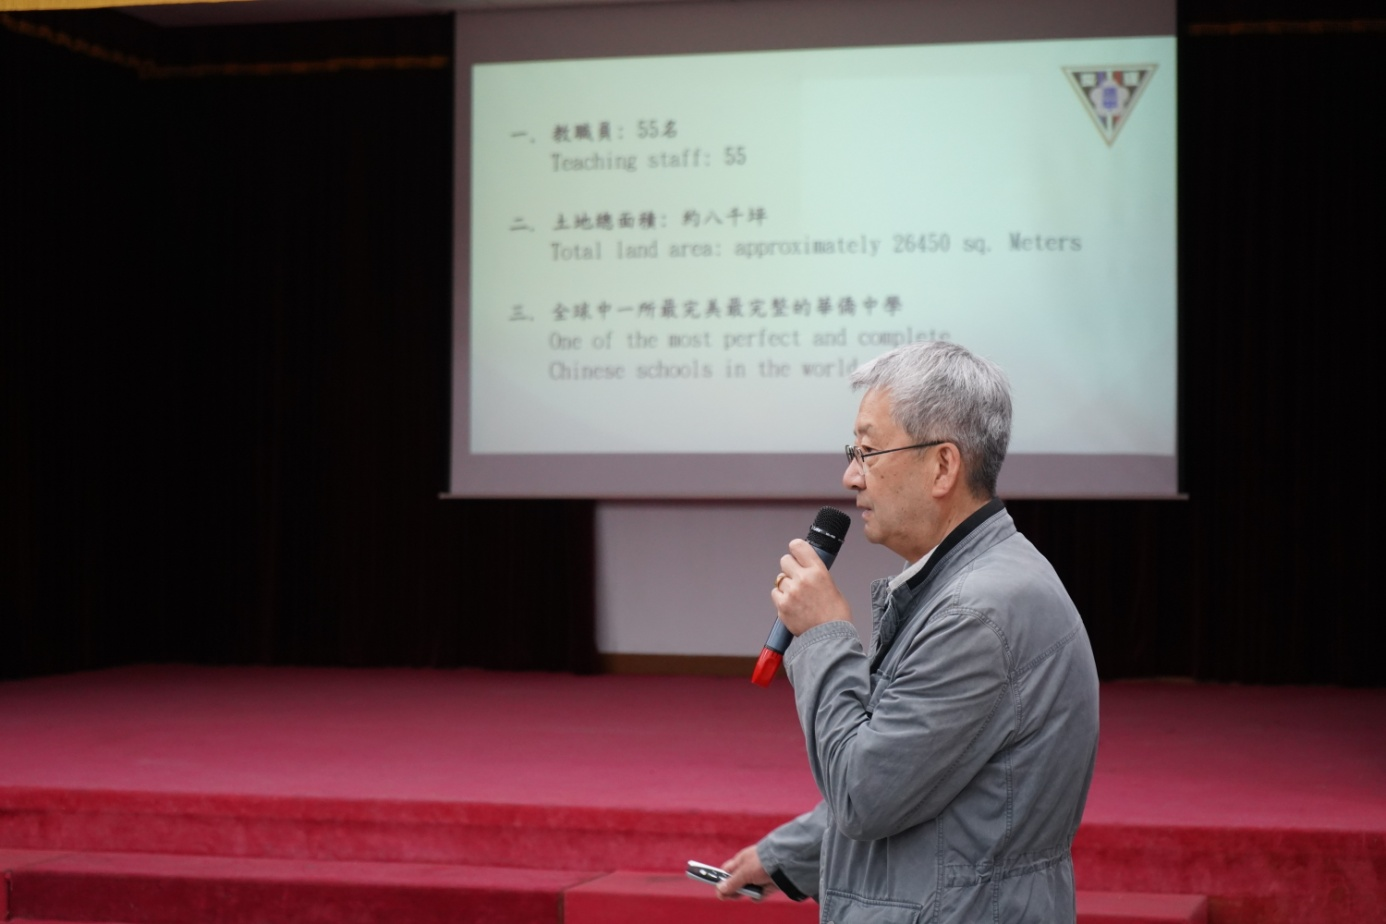 一. 教職員: 55名
Teaching staff: 55
二. 土地總面積: 約八千坪
Total land area: approximately 26450 sq. Meters
三. 全球中一所最完美最完整的華僑中學
One of the most perfect and complete
Chinese schools in the world